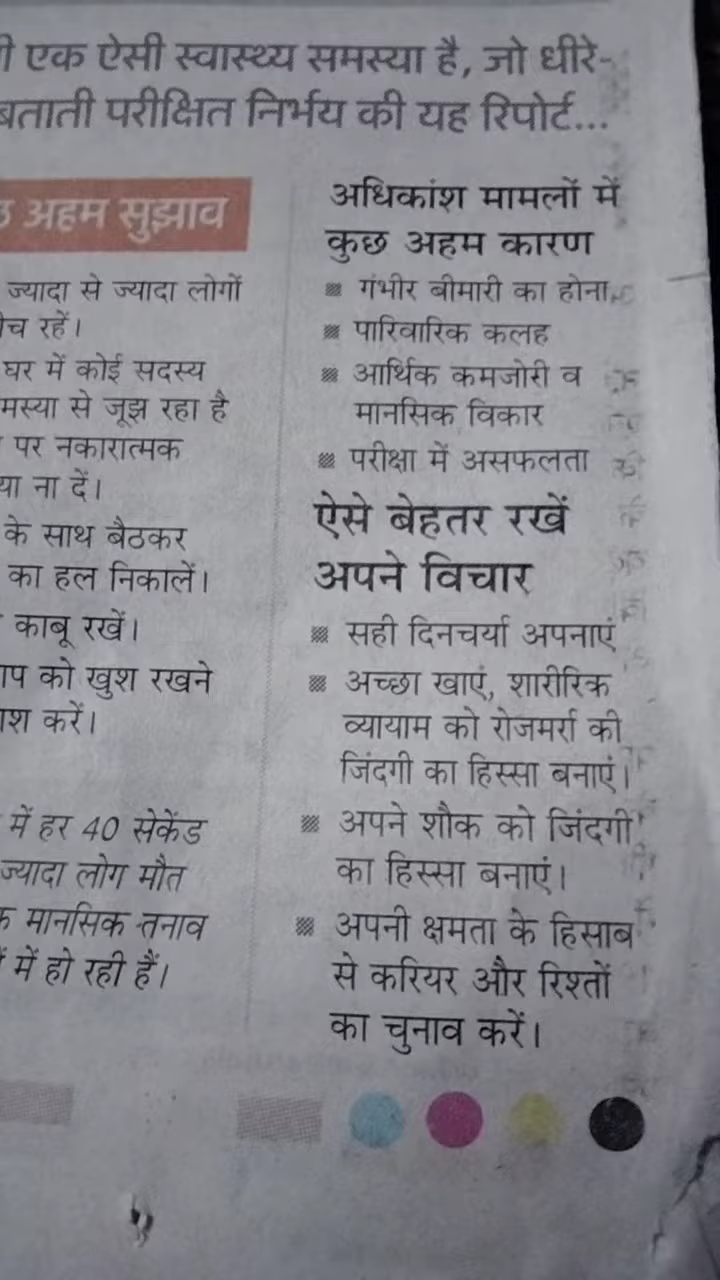 एक ऐसी स्वास्थ्य समस्या है, जो धीरे-
बताती परीक्षित निर्भय की यह रिपोर्ट...
अहम सुझाव
ज्यादा से ज्यादा लोगों
रहें।
घर में कोई सदस्य
से जूझ रहा है
पर नकारात्मक
ना दें।
के साथ बैठकर
का हल निकालें।
काबू रखें।
को खुश रखने
करें।
में हर 40 सेकेंड
ज्यादा लोग मौत
मानसिक तनाव
में हो रही हैं।
अधिकांश मामलों में
कुछ अहम कारण
गंभीर बीमारी का होना
पारिवारिक कलह
आर्थिक कमजोरी व
मानसिक विकार
परीक्षा में असफलता
ऐसे बेहतर रखें
अपने विचार
सही दिनचर्या अपनाएं
अच्छा खाएं, शारीरिक
व्यायाम को रोजमर्रा की
जिंदगी का हिस्सा बनाएं।
अपने शौक को जिंदगी
का हिस्सा बनाएं।
अपनी क्षमता के हिसाब
से करियर और रिश्तों
का चुनाव करें।